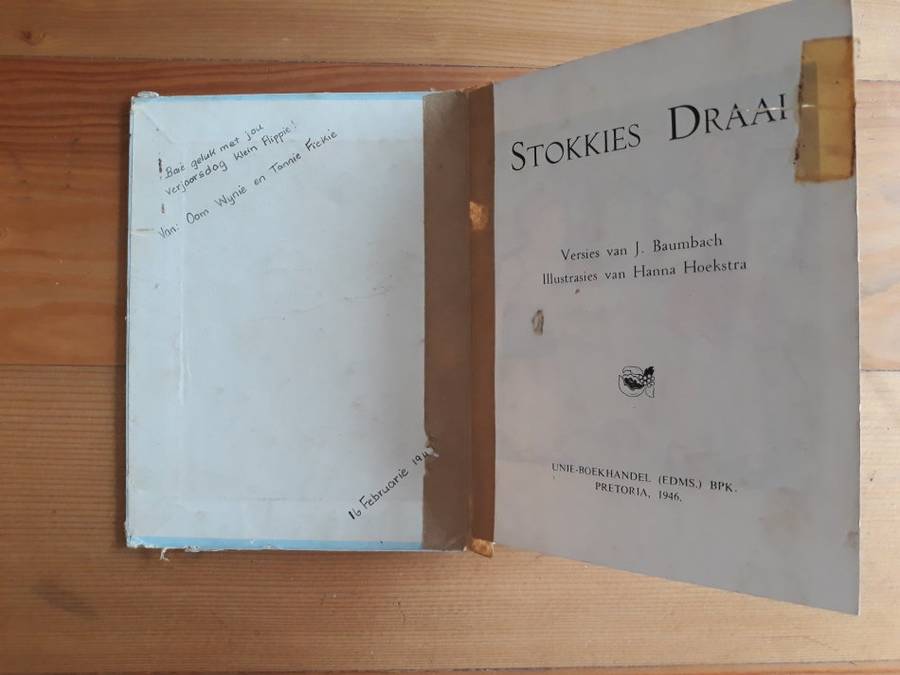 Baie geluk met jou
verjaarsdag klein Flippie!
Van: Oom Wynie en Tannie Fickie
16 Februarie
STOKKIES DRAAI
Versies van J. Baumbach
Illustrasies van Hanna Hoekstra
UNIE-BOEKHANDEL (EDMS.) BPK.
PRETORIA, 1946.